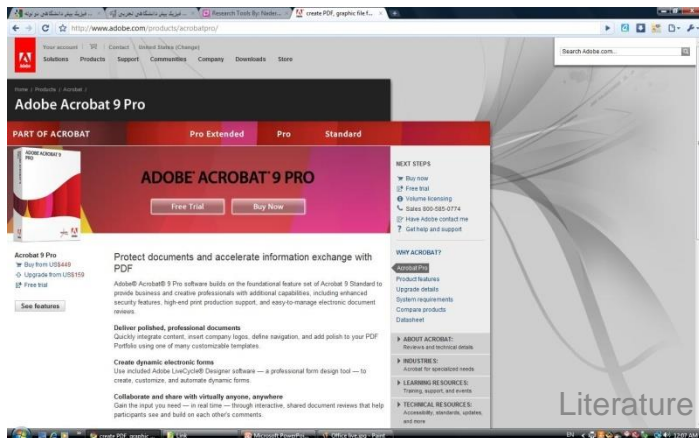 create PDF, graphic file f...
http://www.adobe.com/products/acrobatpro/
Your account
Contact
United States (Change)
Solutions Products Support Communities Company Downloads Store
Search Adobe.com...
Home / Products / Acrobat /
Adobe Acrobat 9 Pro
PART OF ACROBAT
Pro Extended Pro Standard
ADOBE ACROBAT 9
PRO
ADOBE® ACROBAT® 9 PRO
Free Trial Buy Now
Acrobat 9 Pro
Buy from US$449
Upgrade from US$159
Free trial
See features
Protect documents and accelerate information exchange with
PDF
Adobe® Acrobat® 9 Pro software builds on the foundational feature set of Acrobat 9 Standard to
provide business and creative professionals with additional capabilities, including enhanced
security features, high-end print production support, and easy-to-manage electronic document
reviews.
Deliver polished, professional documents
Quickly integrate content, insert company logos, define navigation, and add polish to your PDF
Portfolio using one of many customizable templates.
Create dynamic electronic forms
Use included Adobe LiveCycle® Designer software — a professional form design tool — to
create, customize, and automate dynamic forms.
Collaborate and share with virtually anyone, anywhere
Gain the input you need — in real time — through interactive, shared document reviews that help
participants see and build on each other's comments.
NEXT STEPS
Buy now
Free trial
Volume licensing
Sales 800-585-0774
Have Adobe contact me
Get help and support
WHY ACROBAT?
Acrobat Pro
Product features
Upgrade details
System requirements
Compare products
Datasheet
ABOUT ACROBAT:
Reviews and technical details
INDUSTRIES:
Acrobat for specialized needs
LEARNING RESOURCES:
Training, support, and events
TECHNICAL RESOURCES:
Accessibility, standards, updates,
and more
Literature
create PDF, graphic ...
Link
Microsoft PowerPoi...
Office live.jpg - Paint
EN
12:07 AM